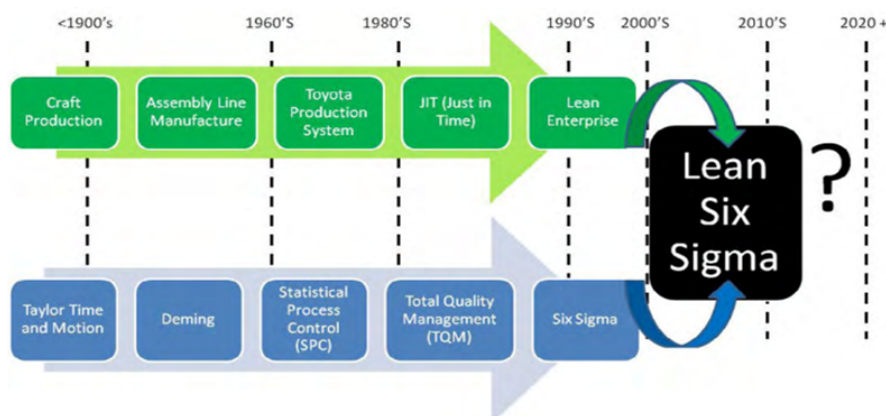 <1900's 1960'S 1980'S 1990'S 2000'S 2010'S 2020 +
Craft
Production
Assembly Line
Manufacture
Toyota
Production
System
JIT (Just in
Time)
Lean
Enterprise
Lean
Six
Sigma
?
Taylor Time
and Motion
Deming
Statistical
Process
Control
(SPC)
Total Quality
Management
(TQM)
Six Sigma